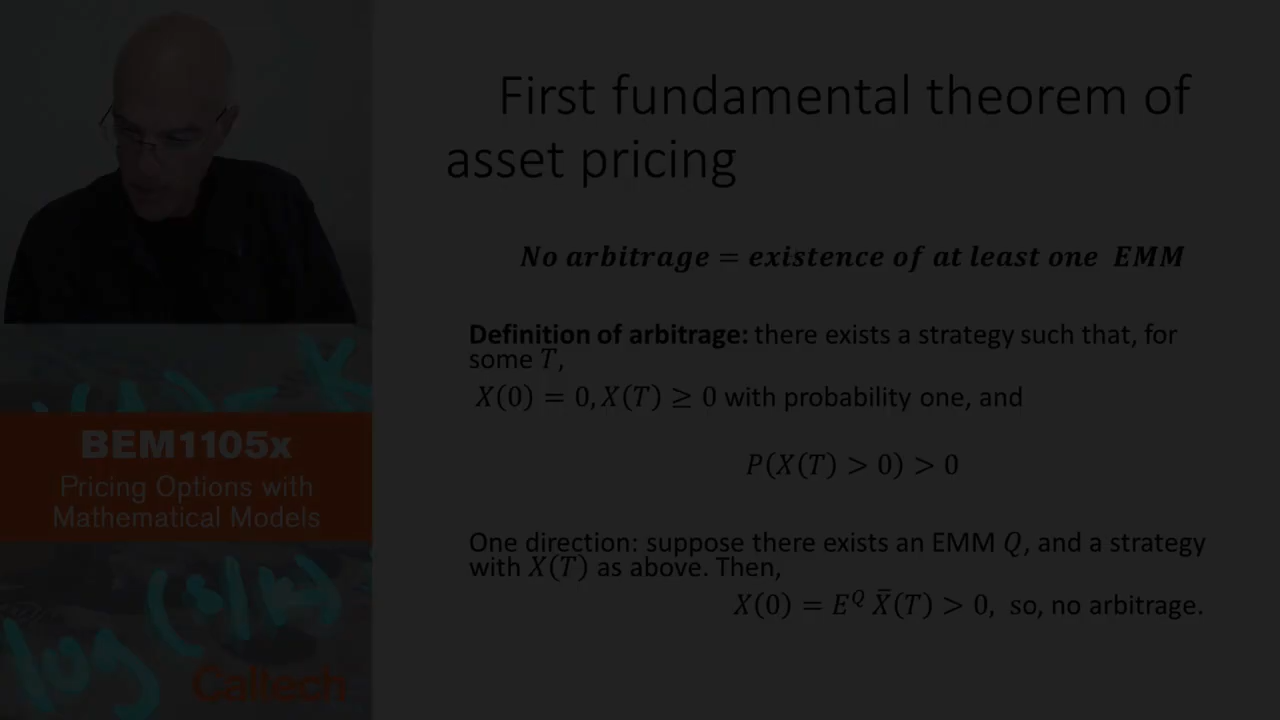 First fundamental theorem of
asset pricing
No arbitrage = existence of at least one EMM
Definition of arbitrage: there exists a strategy such that, for
some T,
X(0) = 0, X(T) ≥ 0 with probability one, and
P(X(T) > 0) > 0
One direction: suppose there exists an EMM Q, and a strategy
with X(T) as above. Then,
X(0) = E^Q X̄(T) > 0, so, no arbitrage.
BEM1105x
Pricing Options with
Mathematical Models
log (s/k)
Caltech